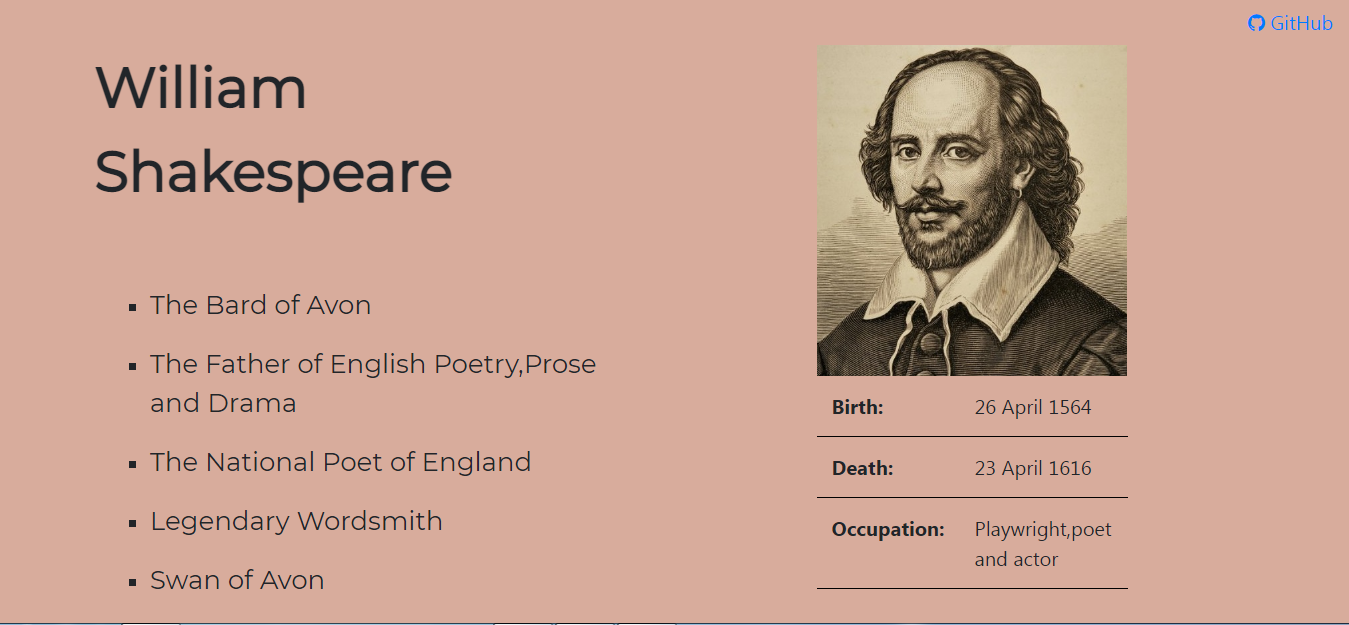 GitHub
William
Shakespeare
The Bard of Avon
The Father of English Poetry,Prose
and Drama
The National Poet of England
Legendary Wordsmith
Swan of Avon
Birth: 26 April 1564
Death: 23 April 1616
Occupation: Playwright,poet
and actor